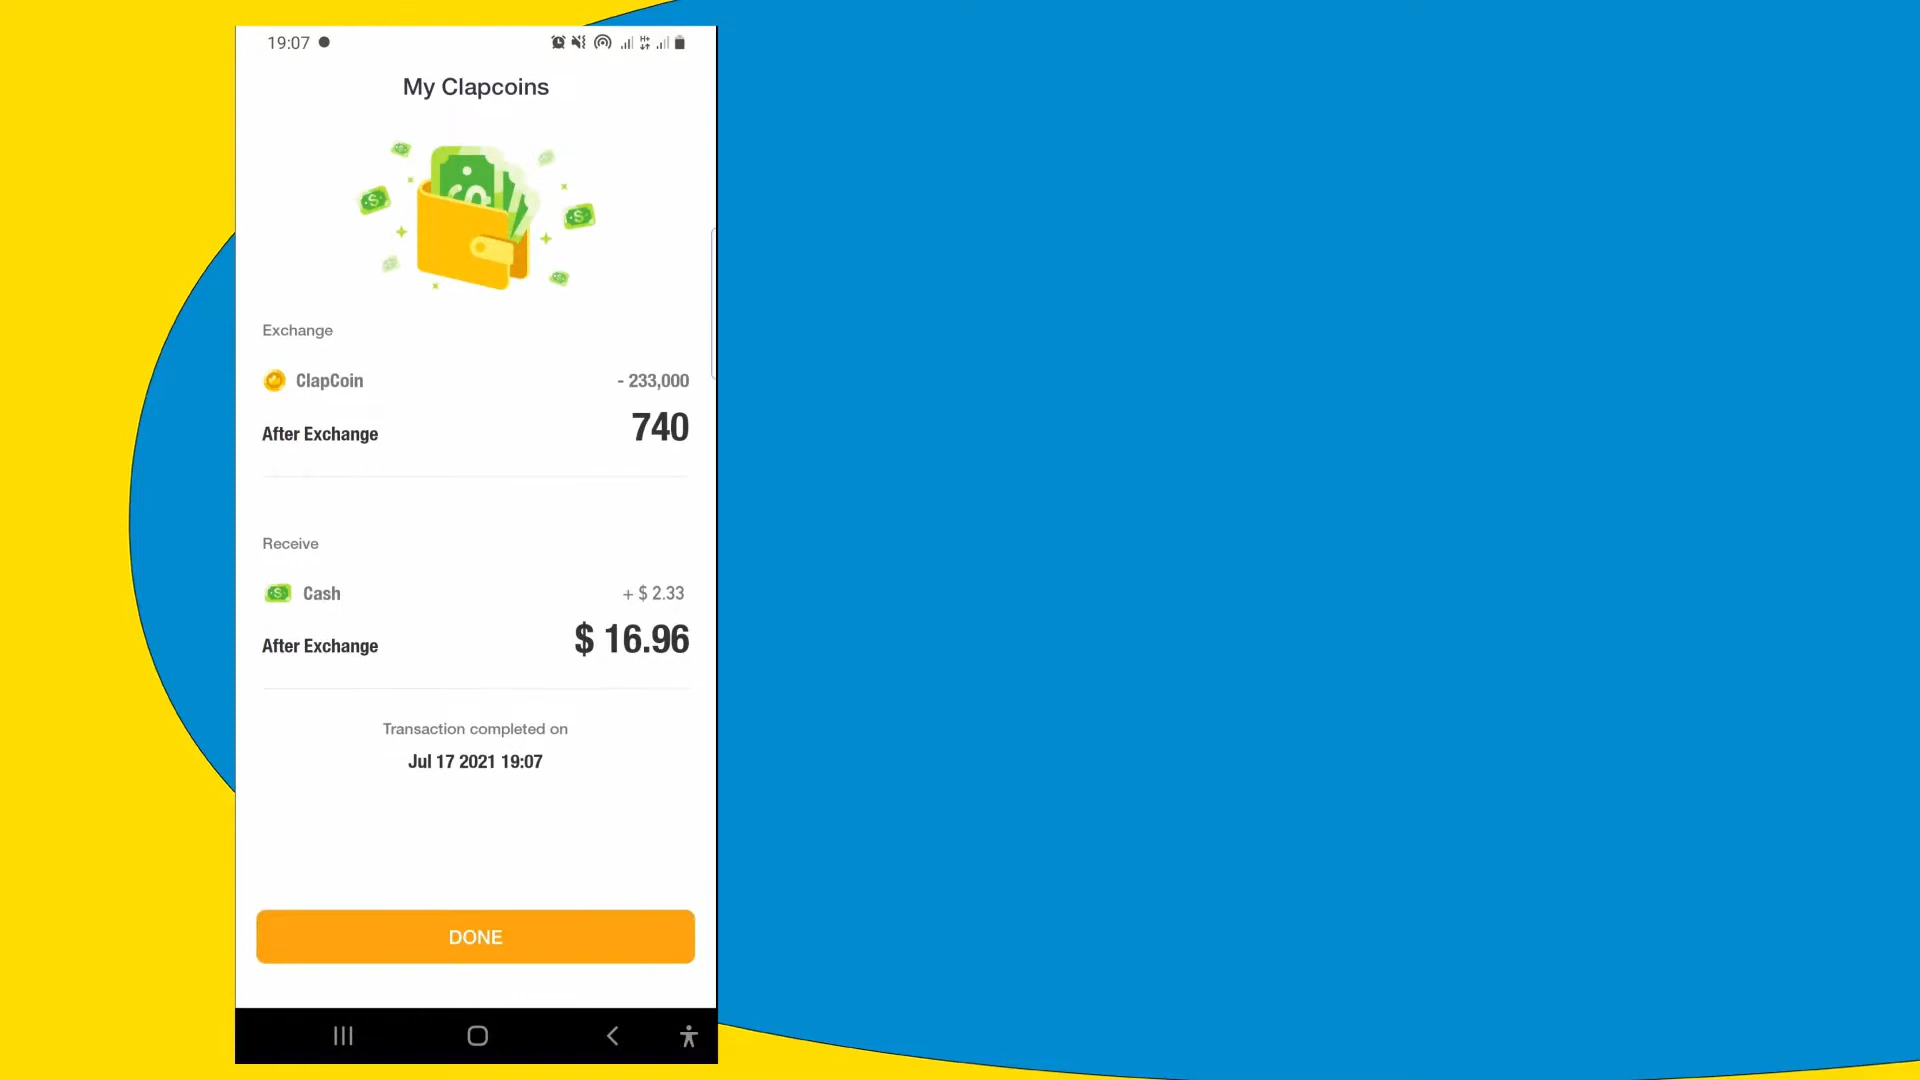 19:07
My Clapcoins
Exchange
ClapCoin - 233,000
After Exchange 740
Receive
Cash + $ 2.33
After Exchange $ 16.96
Transaction completed on
Jul 17 2021 19:07
DONE